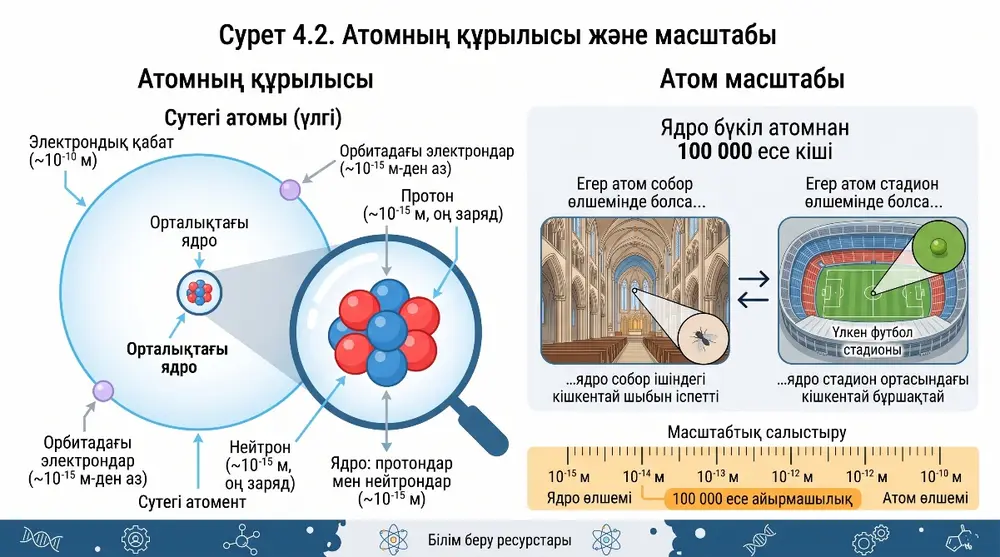 Сурет 4.2. Атомның құрылысы және масштабы
Атомның құрылысы
Сутегі атомы (үлгі)
Электрондық қабат
(~10⁻¹⁰ м)
Орбитадағы электрондар
(~10⁻¹⁵ м-ден аз)
Протон
(~10⁻¹⁵ м, оң заряд)
Орталықтағы
ядро
Орталықтағы
ядро
Орбитадағы
электрондар
(~10⁻¹⁵ м-ден аз)
Сутегі атомент
Нейтрон
(~10⁻¹⁵ м,
оң заряд)
Ядро: протондар
мен нейтрондар
(~10⁻¹⁵ м)
Атом масштабы
Ядро бүкіл атомнан
100 000 есе кіші
Егер атом собор
өлшемінде болса...
...ядро собор ішіндегі
кішкентай шыбын іспетті
Егер атом стадион
өлшемінде болса...
Үлкен футбол
стадионы
...ядро стадион ортасындағы
кішкентай бұршақтай
Масштабтық салыстыру
10⁻¹⁵ м 10⁻¹⁴ м 10⁻¹³ м 10⁻¹² м 10⁻¹² м 10⁻¹⁰ м
Ядро өлшемі 100 000 есе айырмашылық Атом өлшемі
Білім беру ресурстары